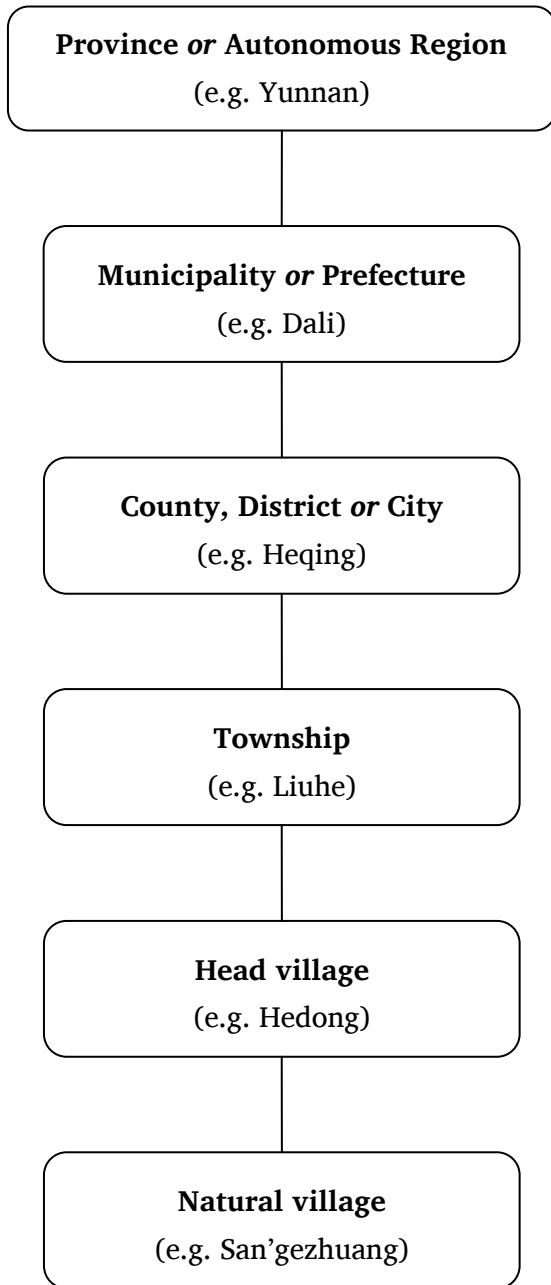 Province or Autonomous Region
(e.g. Yunnan)
Municipality or Prefecture
(e.g. Dali)
County, District or City
(e.g. Heqing)
Township
(e.g. Liuhe)
Head village
(e.g. Hedong)
Natural village
(e.g. San’gezhuang)